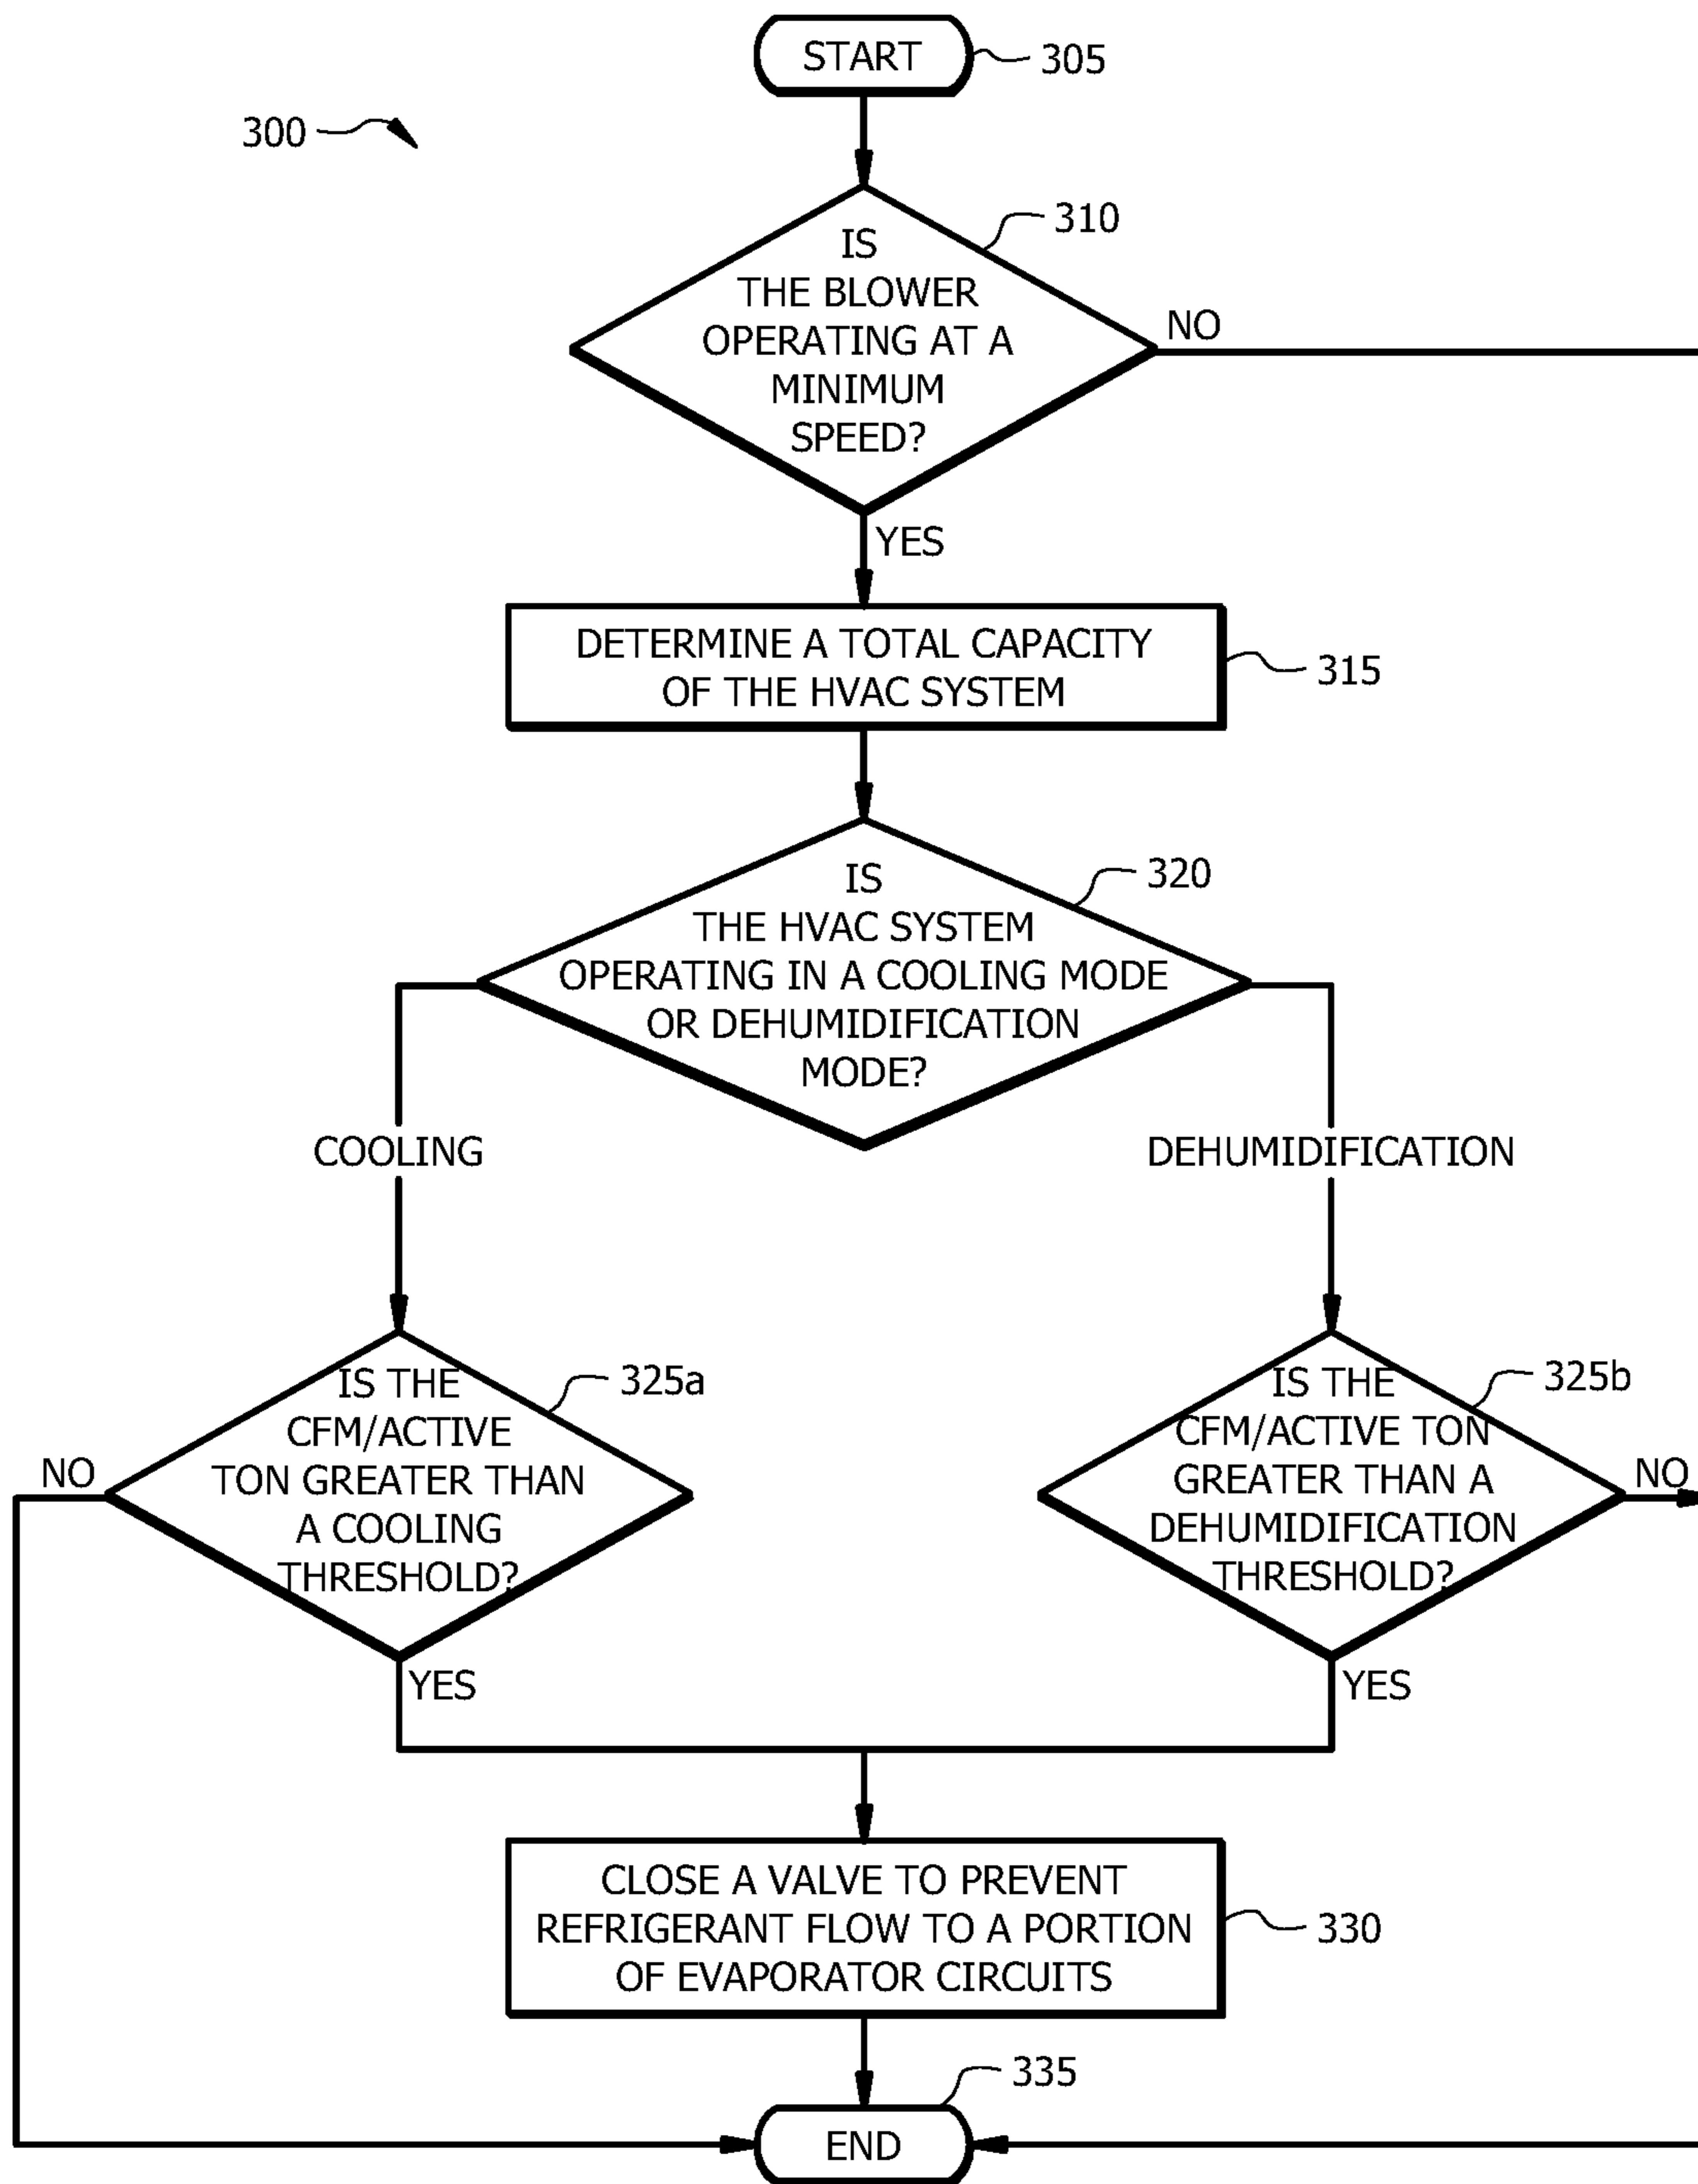 START
305
300
310
IS
THE BLOWER
OPERATING AT A
MINIMUM
SPEED?
NO
YES
DETERMINE A TOTAL CAPACITY
OF THE HVAC SYSTEM
315
320
IS
THE HVAC SYSTEM
OPERATING IN A COOLING MODE
OR DEHUMIDIFICATION
MODE?
COOLING
DEHUMIDIFICATION
325a
IS THE
CFM/ACTIVE
TON GREATER THAN
A COOLING
THRESHOLD?
NO
YES
325b
IS THE
CFM/ACTIVE TON
GREATER THAN A
DEHUMIDIFICATION
THRESHOLD?
NO
YES
CLOSE A VALVE TO PREVENT
REFRIGERANT FLOW TO A PORTION
OF EVAPORATOR CIRCUITS
330
335
END